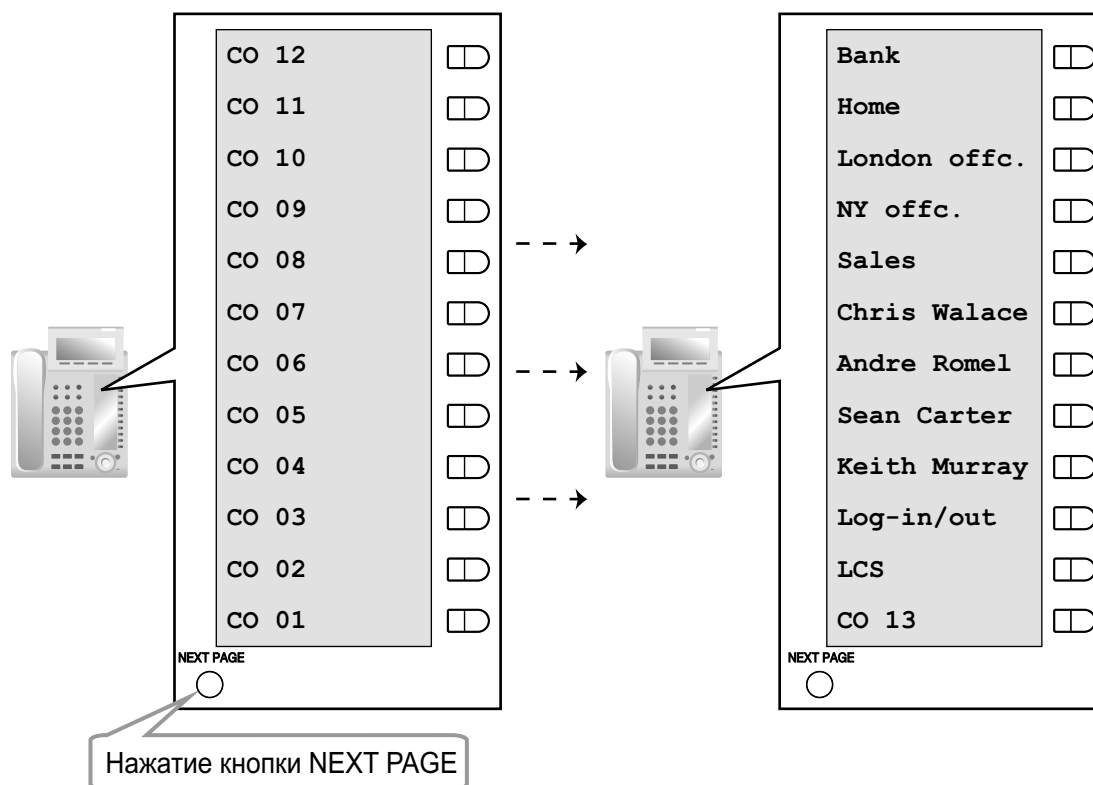 CO 12
CO 11
CO 10
CO 09
CO 08
CO 07
CO 06
CO 05
CO 04
CO 03
CO 02
CO 01
NEXT PAGE
Нажатие кнопки NEXT PAGE
Bank
Home
London offc.
NY offc.
Sales
Chris Walace
Andre Romel
Sean Carter
Keith Murray
Log-in/out
LCS
CO 13
NEXT PAGE